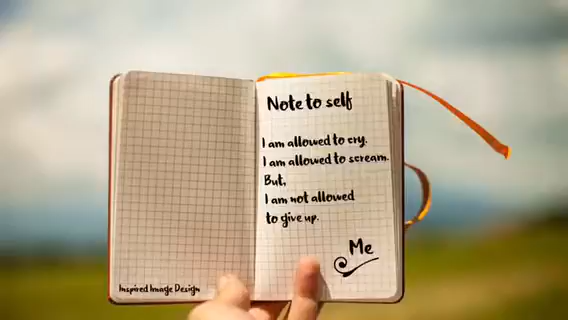 Note to self
I am allowed to cry.
I am allowed to scream.
But,
I am not allowed
to give up.
Me
Inspired Image Design